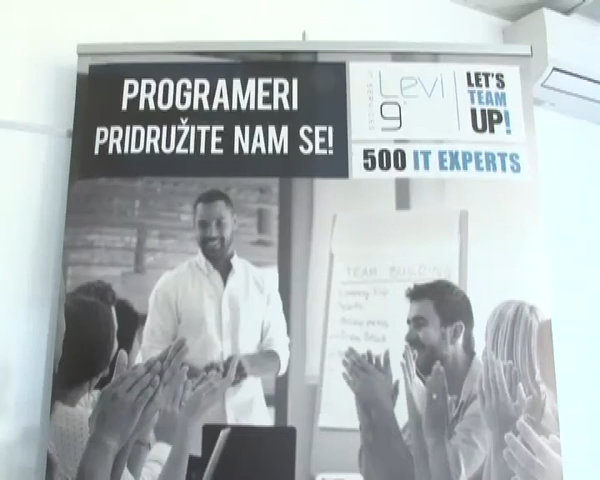 PROGRAMERI
PRIDRUŽITE NAM SE!
Levi
9
LET'S
TEAM
UP!
500 IT EXPERTS
TEAM BUILDING